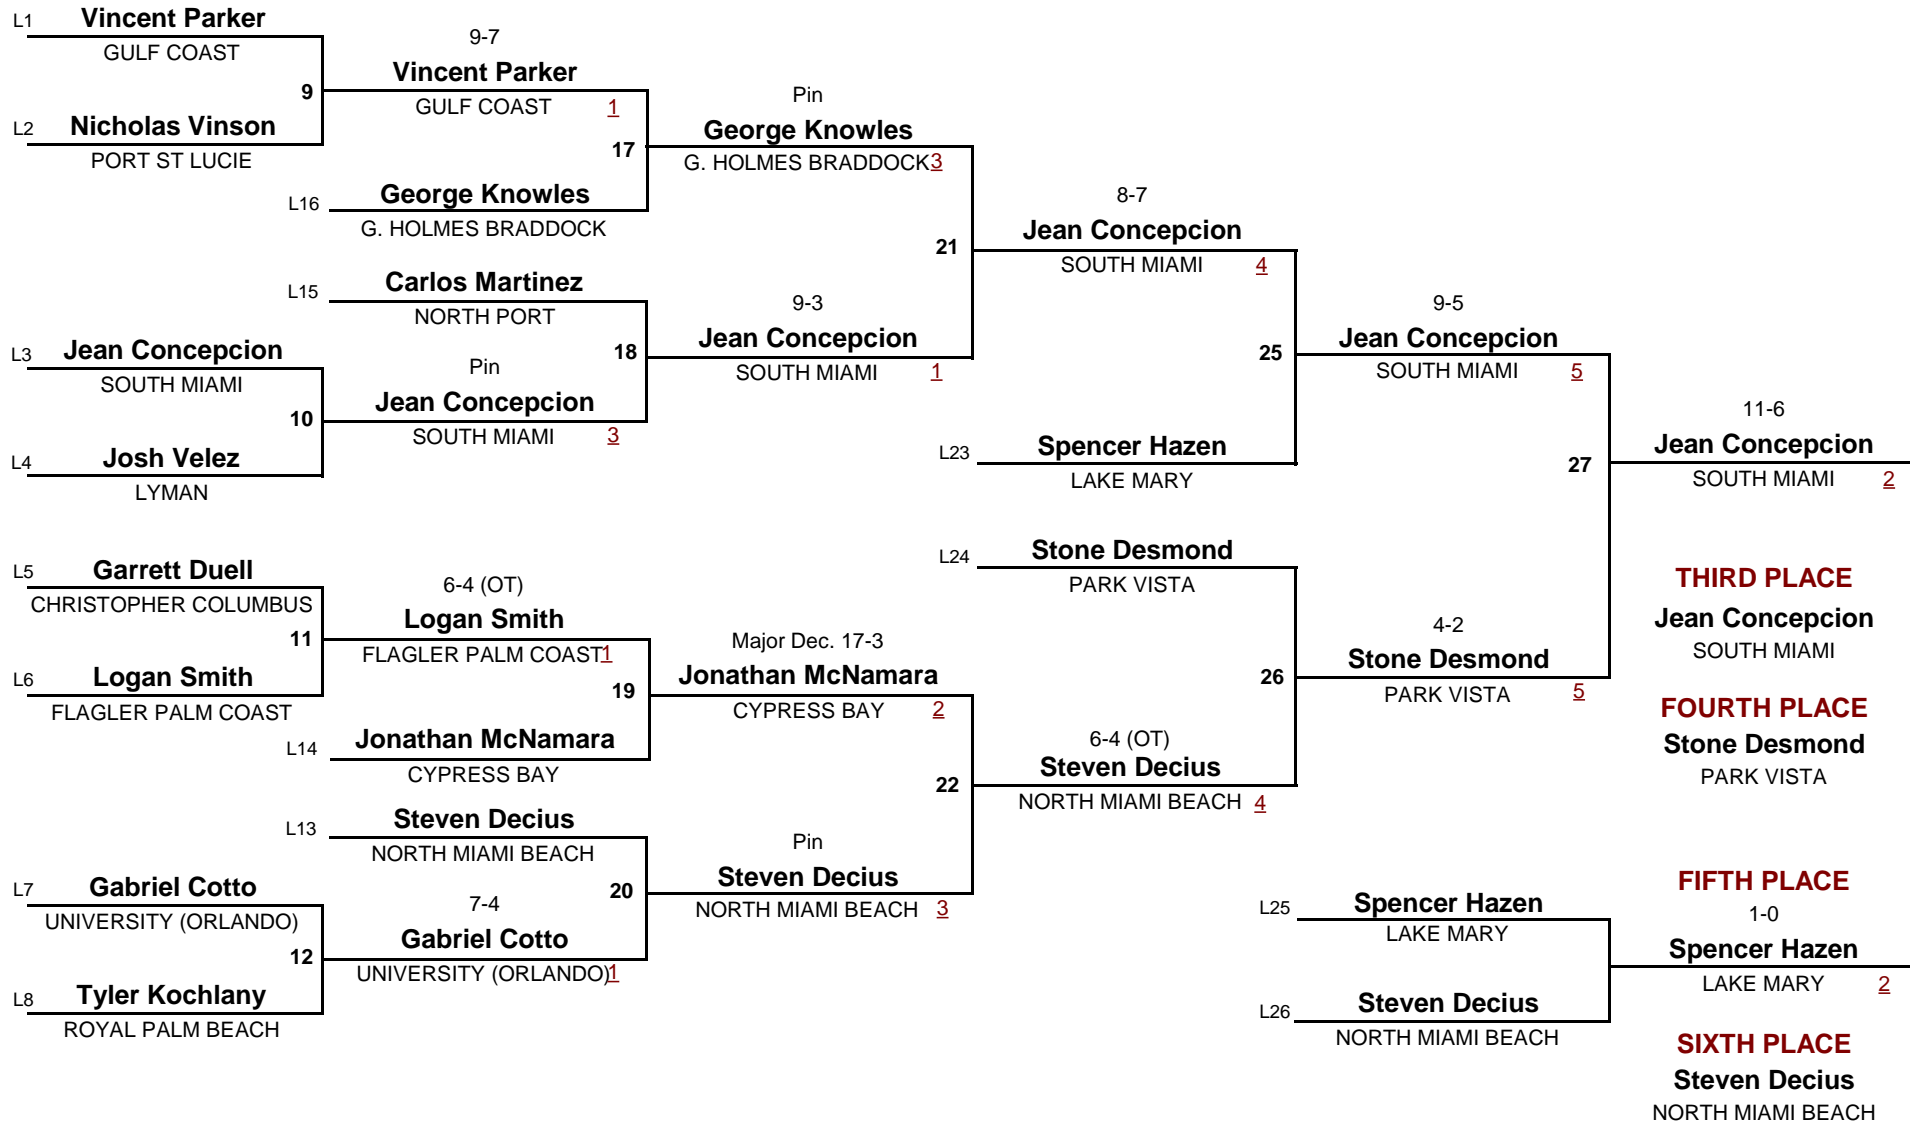 L1 Vincent Parker
GULF COAST
9
L2 Nicholas Vinson
PORT ST LUCIE
9-7
Vincent Parker
GULF COAST 1
17
L16 George Knowles
G. HOLMES BRADDOCK
Pin
George Knowles
G. HOLMES BRADDOCK 3
L15 Carlos Martinez
NORTH PORT
18
L3 Jean Concepcion
SOUTH MIAMI
10
L4 Josh Velez
LYMAN
Pin
Jean Concepcion
SOUTH MIAMI 3
9-3
Jean Concepcion
SOUTH MIAMI 1
21
8-7
Jean Concepcion
SOUTH MIAMI 4
25
L23 Spencer Hazen
LAKE MARY
9-5
Jean Concepcion
SOUTH MIAMI 5
27
11-6
Jean Concepcion
SOUTH MIAMI 2
L5 Garrett Duell
CHRISTOPHER COLUMBUS
11
L6 Logan Smith
FLAGLER PALM COAST
6-4 (OT)
Logan Smith
FLAGLER PALM COAST 1
19
L14 Jonathan McNamara
CYPRESS BAY
Major Dec. 17-3
Jonathan McNamara
CYPRESS BAY 2
L13 Steven Decius
NORTH MIAMI BEACH
20
L7 Gabriel Cotto
UNIVERSITY (ORLANDO)
12
L8 Tyler Kochlany
ROYAL PALM BEACH
7-4
Gabriel Cotto
UNIVERSITY (ORLANDO) 1
Pin
Steven Decius
NORTH MIAMI BEACH 3
22
L24 Stone Desmond
PARK VISTA
26
6-4 (OT)
Steven Decius
NORTH MIAMI BEACH 4
4-2
Stone Desmond
PARK VISTA 5
THIRD PLACE
Jean Concepcion
SOUTH MIAMI
FOURTH PLACE
Stone Desmond
PARK VISTA
L25 Spencer Hazen
LAKE MARY
L26 Steven Decius
NORTH MIAMI BEACH
FIFTH PLACE
1-0
Spencer Hazen
LAKE MARY 2
SIXTH PLACE
Steven Decius
NORTH MIAMI BEACH